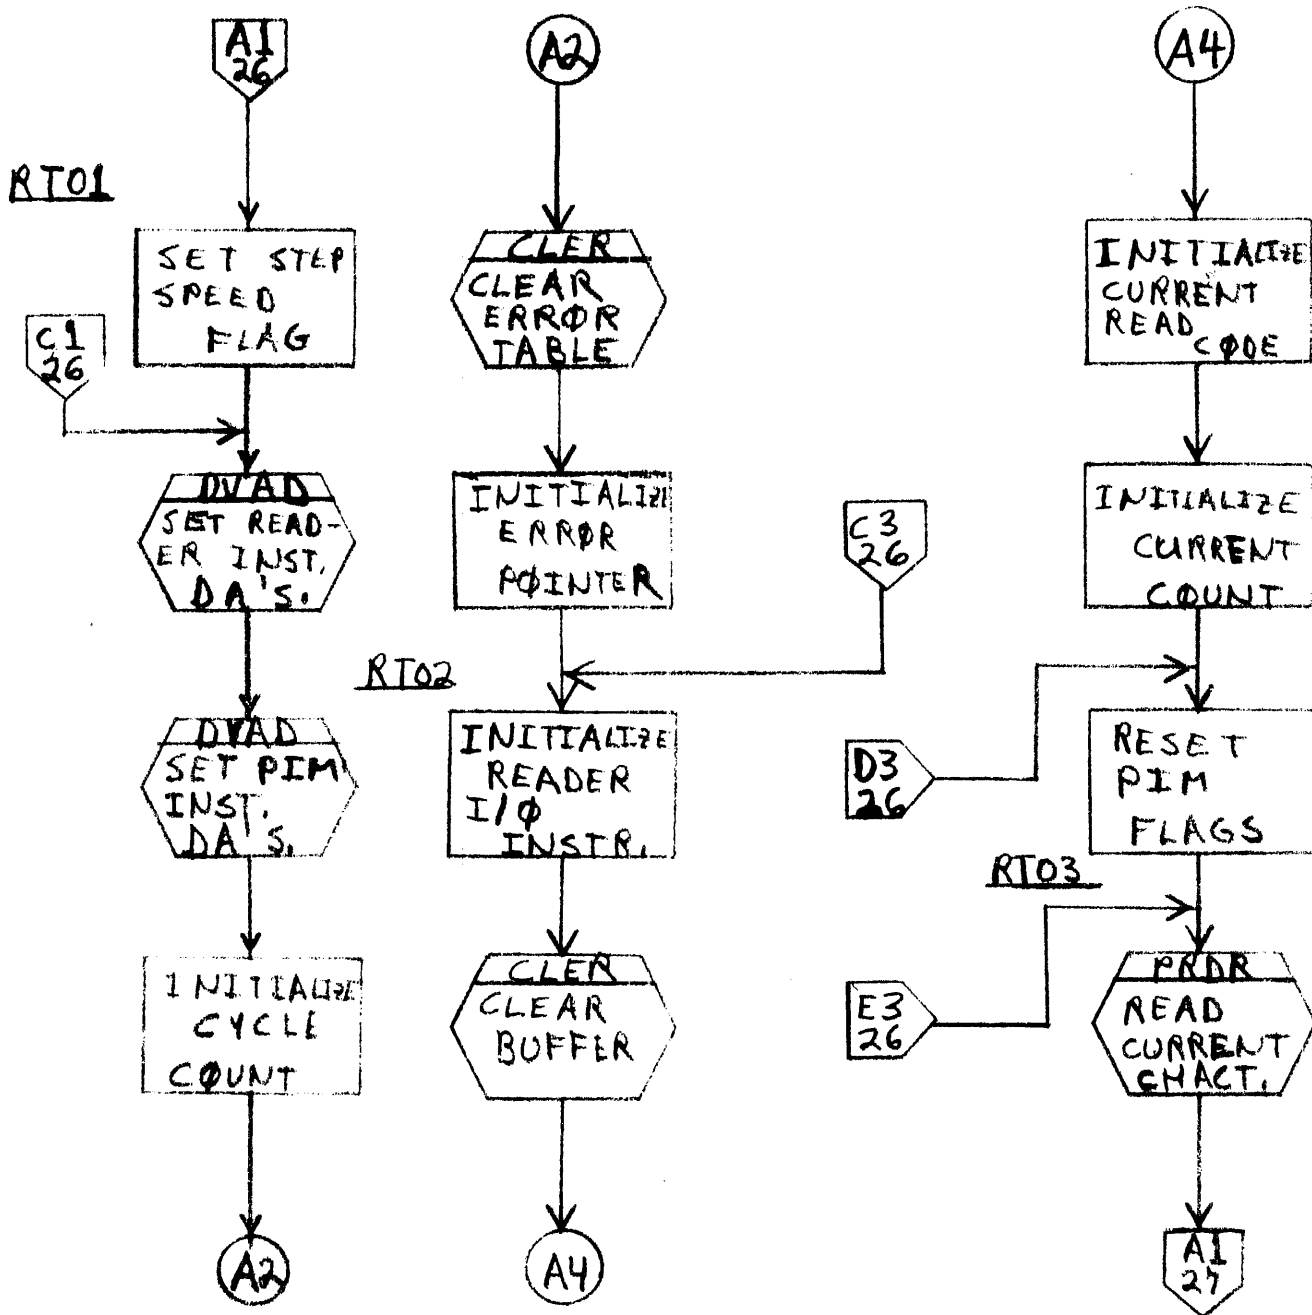 A1
26
RT01
SET STEP
SPEED
FLAG
C1
26
DVAD
SET READ-
ER INST.
DA'S.
DVAD
SET PIM
INST.
DA'S.
INITIALIZE
CYCLE
COUNT
A2
A2
CLER
CLEAR
ERRØR
TABLE
INITIALIZE
ERRØR
PØINTER
C3
26
RT02
INITIALIZE
READER
I/Ø
INSTR.
CLER
CLEAR
BUFFER
A4
A4
INITIALIZE
CURRENT
READ
CØDE
INITIALIZE
CURRENT
CØUNT
D3
26
RESET
PIM
FLAGS
RT03
E3
26
PRDR
READ
CURRENT
CHACT.
A1
27